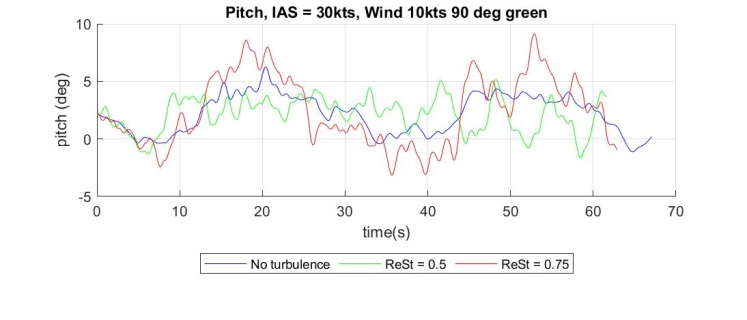 Pitch, IAS = 30kts, Wind 10kts 90 deg green
10
5
0
-5
pitch (deg)
0 10 20 30 40 50 60 70
time(s)
No turbulence ReSt = 0.5 ReSt = 0.75